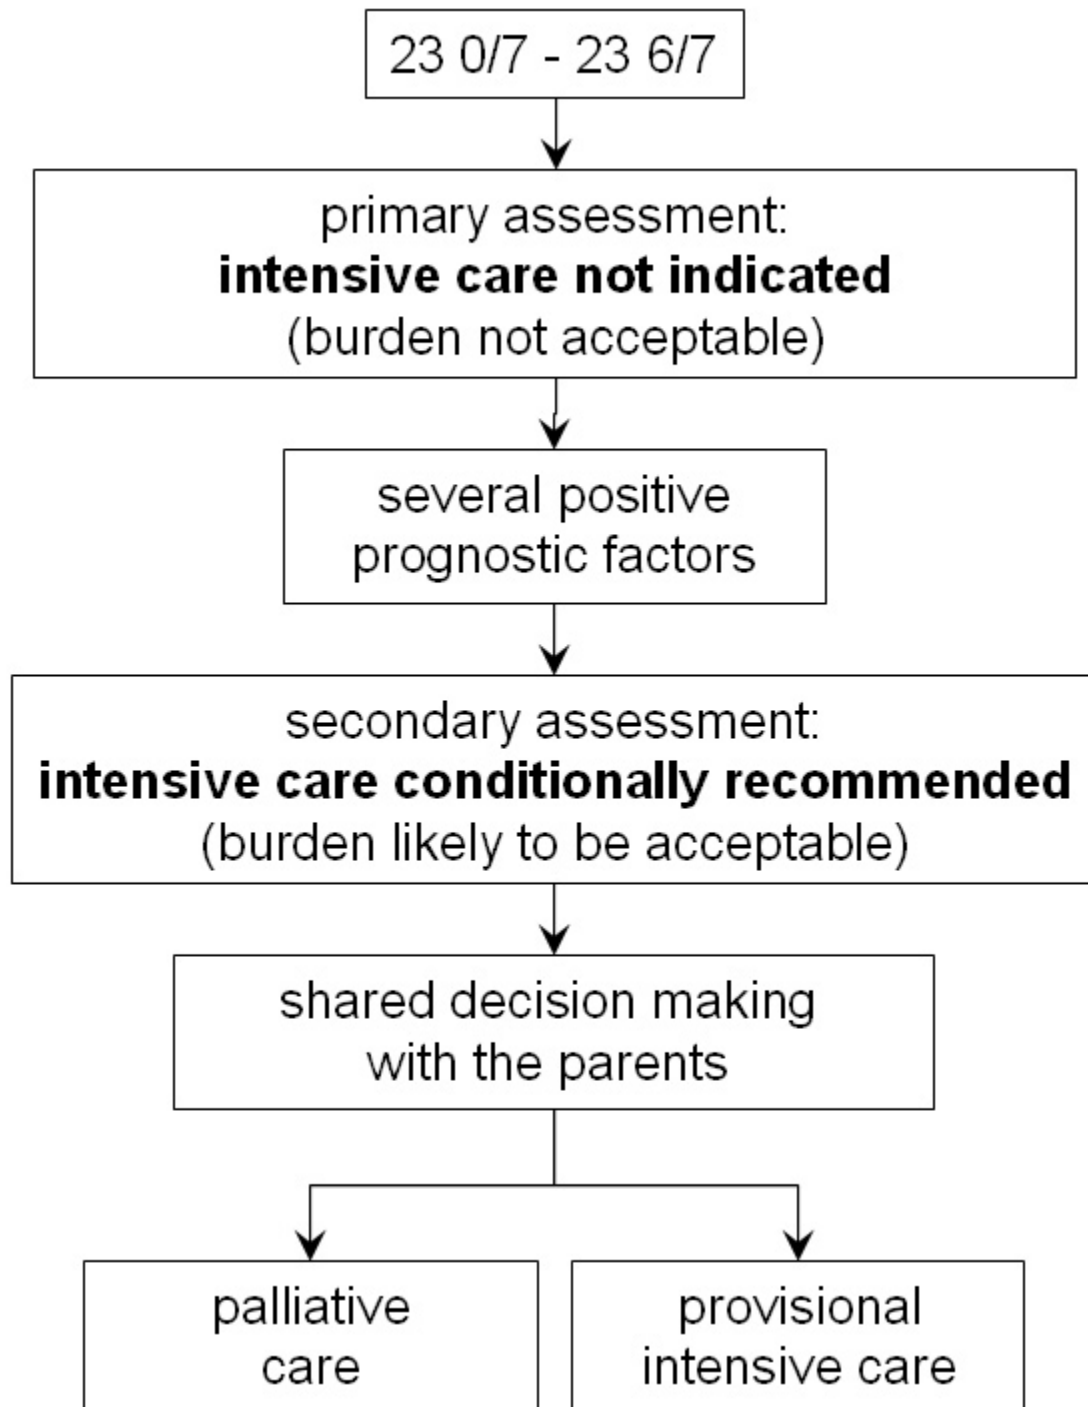 23 0/7 - 23 6/7
primary assessment:
intensive care not indicated
(burden not acceptable)
several positive
prognostic factors
secondary assessment:
intensive care conditionally recommended
(burden likely to be acceptable)
shared decision making
with the parents
palliative
care
provisional
intensive care